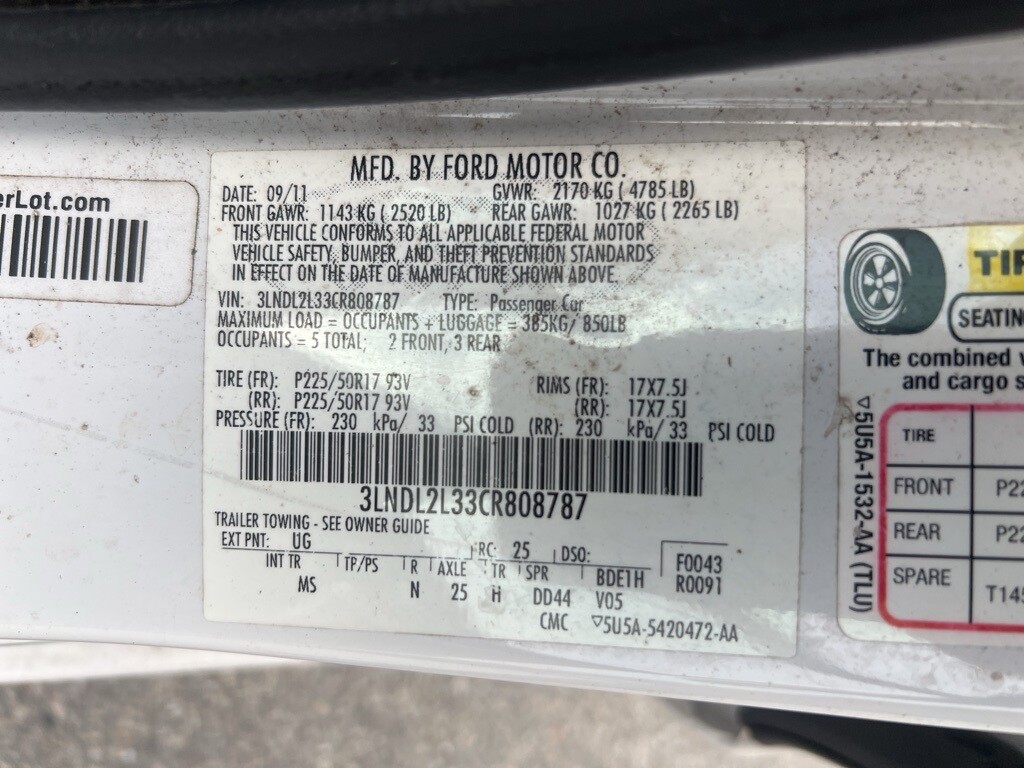 MFD. BY FORD MOTOR CO.
DATE: 09/11 GVWR: 2170 KG ( 4785 LB)
FRONT GAWR: 1143 KG ( 2520 LB) REAR GAWR: 1027 KG ( 2265 LB)
THIS VEHICLE CONFORMS TO ALL APPLICABLE FEDERAL MOTOR
VEHICLE SAFETY, BUMPER, AND THEFT PREVENTION STANDARDS
IN EFFECT ON THE DATE OF MANUFACTURE SHOWN ABOVE.
VIN: 3LNDL2L33CR808787 TYPE: Passenger Car
MAXIMUM LOAD = OCCUPANTS + LUGGAGE = 385KG/ 850LB
OCCUPANTS = 5 TOTAL; 2 FRONT, 3 REAR
TIRE (FR): P225/50R17 93V RIMS (FR): 17X7.5J
(RR): P225/50R17 93V (RR): 17X7.5J
PRESSURE (FR): 230 kPa/ 33 PSI COLD (RR): 230 kPa/ 33 PSI COLD
3LNDL2L33CR808787
TRAILER TOWING - SEE OWNER GUIDE
EXT PNT: UG RC: 25 DSO: F0043
INT TR TP/PS R AXLE TR SPR BDE1H R0091
MS N 25 H DD44 V05
CMC ▽5U5A-5420472-AA
erLot.com
TIR
SEATIN
The combined
and cargo s
TIRE
FRONT P22
REAR P22
SPARE T145
▽5U5A-1532-AA (TLU)